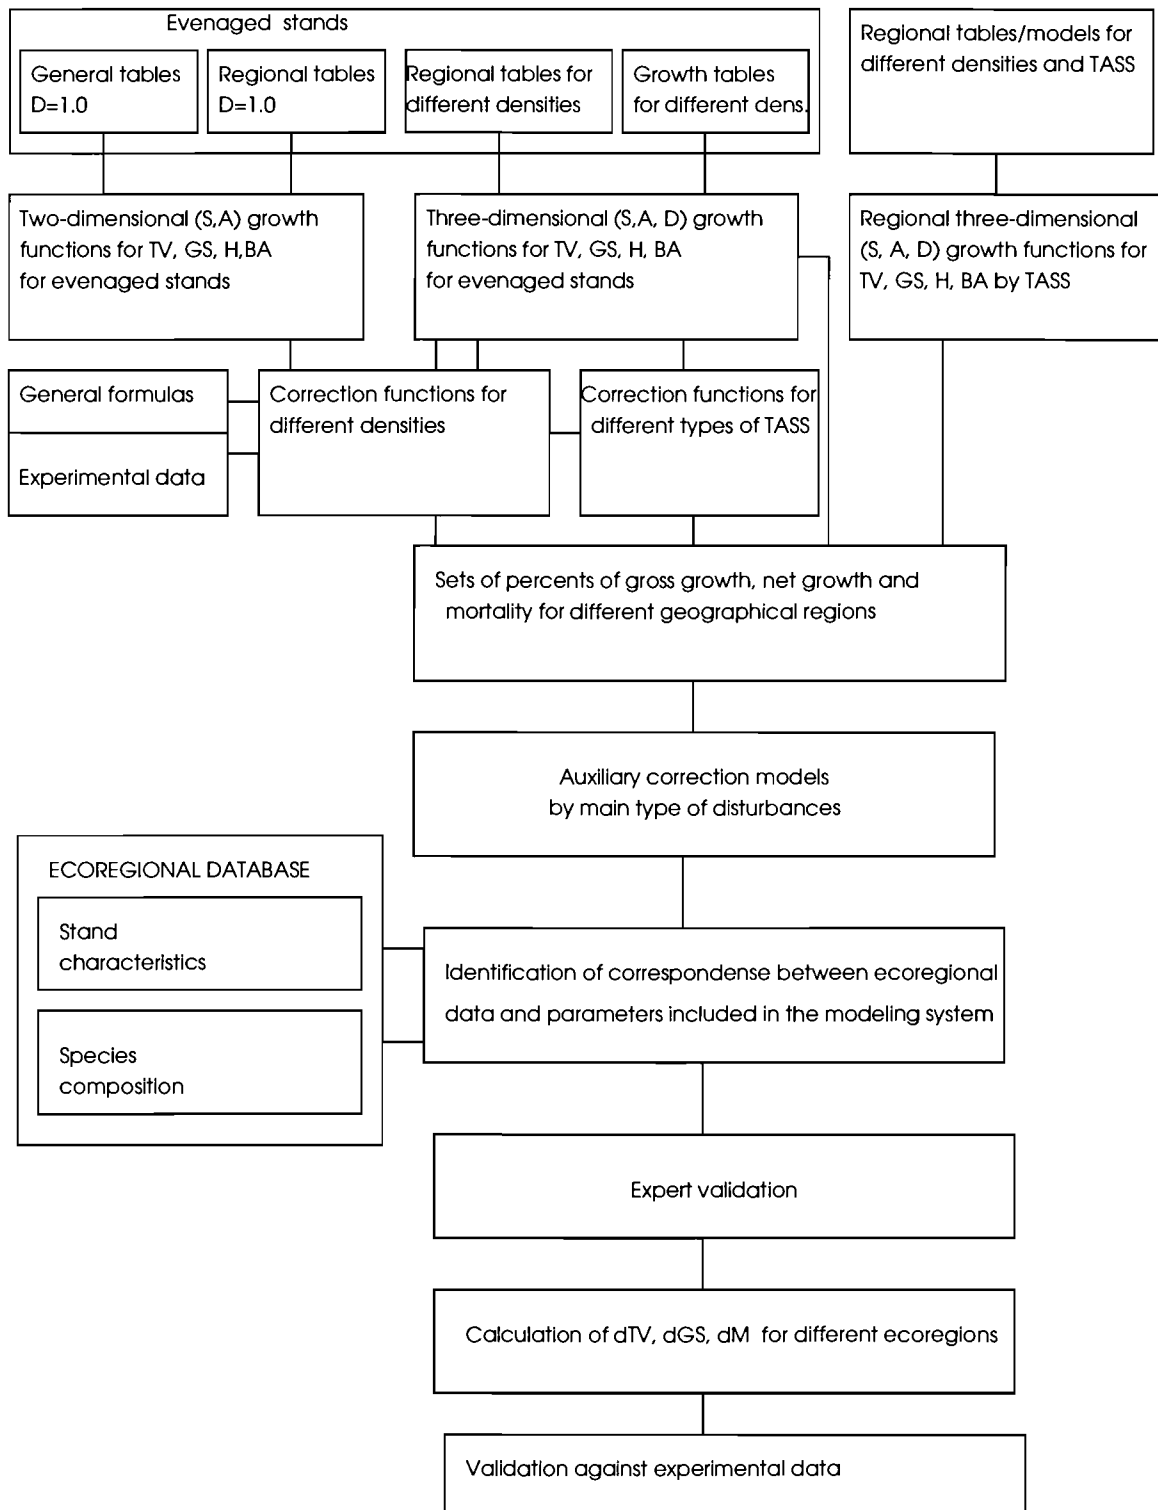 Evenaged stands
General tables
D=1.0
Regional tables
D=1.0
Regional tables for
different densities
Growth tables
for different dens.
Regional tables/models for
different densities and TASS
Two-dimensional (S,A) growth
functions for TV, GS, H,BA
for evenaged stands
Three-dimensional (S,A, D) growth
functions for TV, GS, H, BA
for evenaged stands
Regional three-dimensional
(S, A, D) growth functions for
TV, GS, H, BA by TASS
General formulas
Experimental data
Correction functions for
different densities
Correction functions for
different types of TASS
Sets of percents of gross growth, net growth and
mortality for different geographical regions
Auxiliary correction models
by main type of disturbances
ECOREGIONAL DATABASE
Stand
characteristics
Species
composition
Identification of correspondense between ecoregional
data and parameters included in the modeling system
Expert validation
Calculation of dTV, dGS, dM for different ecoregions
Validation against experimental data